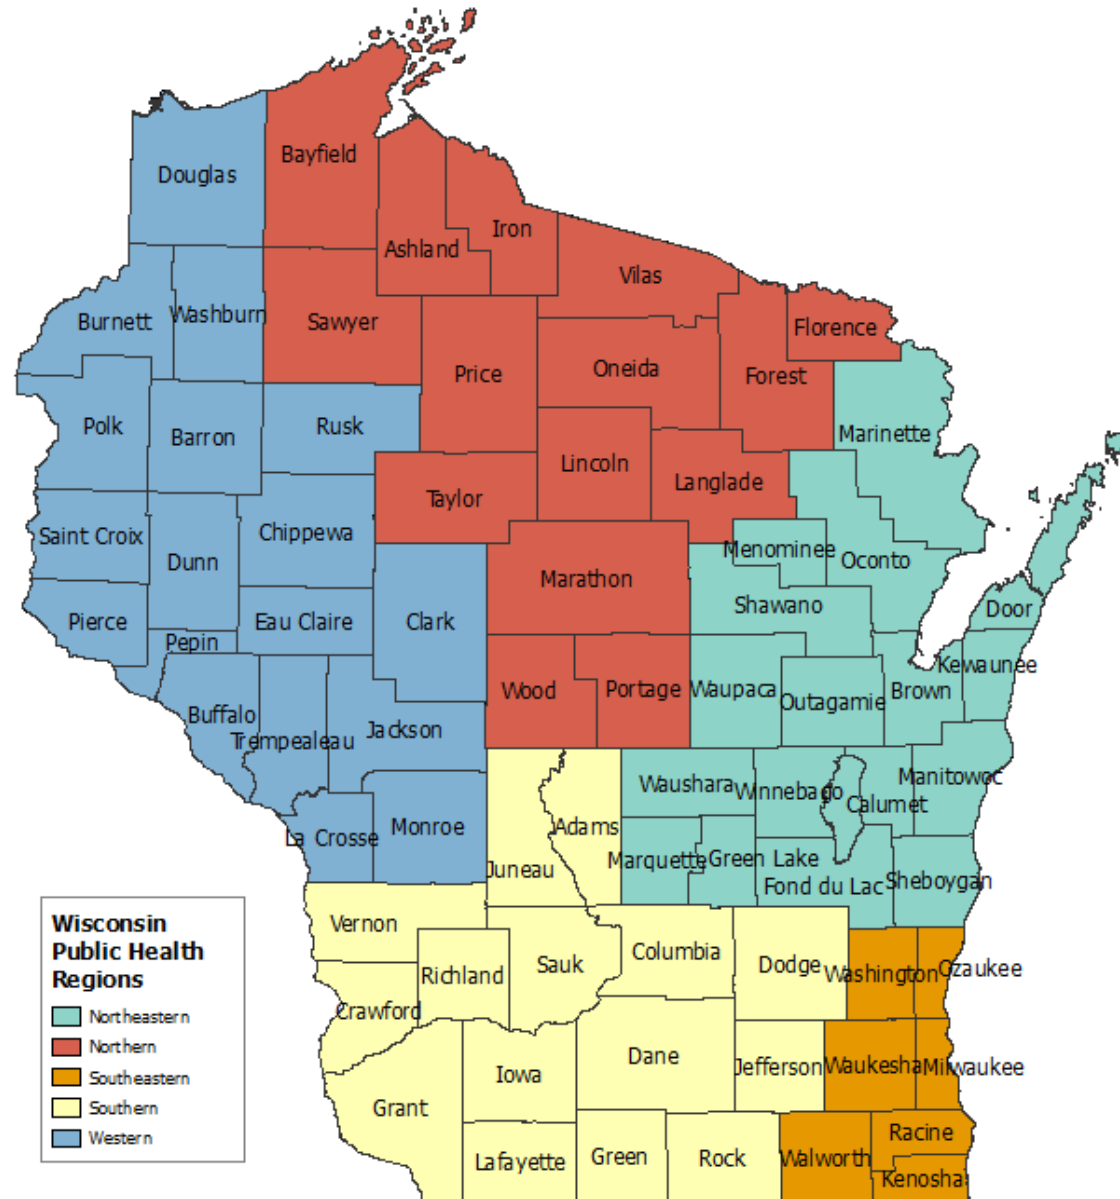 Douglas
Bayfield
Ashland
Iron
Vilas
Burnett
Washburn
Sawyer
Price
Oneida
Forest
Florence
Polk
Barron
Rusk
Taylor
Lincoln
Langlade
Marinette
Saint Croix
Dunn
Chippewa
Marathon
Menominee
Oconto
Pierce
Pepin
Eau Claire
Clark
Shawano
Door
Buffalo
Trempealeau
Jackson
Wood
Portage
Waupaca
Outagamie
Brown
Kewaunee
La Crosse
Monroe
Juneau
Adams
Waushara
Winnebago
Calumet
Manitowoc
Marquette
Green Lake
Fond du Lac
Sheboygan
Vernon
Richland
Sauk
Columbia
Dodge
Washington
Ozaukee
Crawford
Grant
Iowa
Dane
Jefferson
Waukesha
Milwaukee
Lafayette
Green
Rock
Walworth
Racine
Kenosha
Wisconsin
Public Health
Regions
Northeastern
Northern
Southeastern
Southern
Western